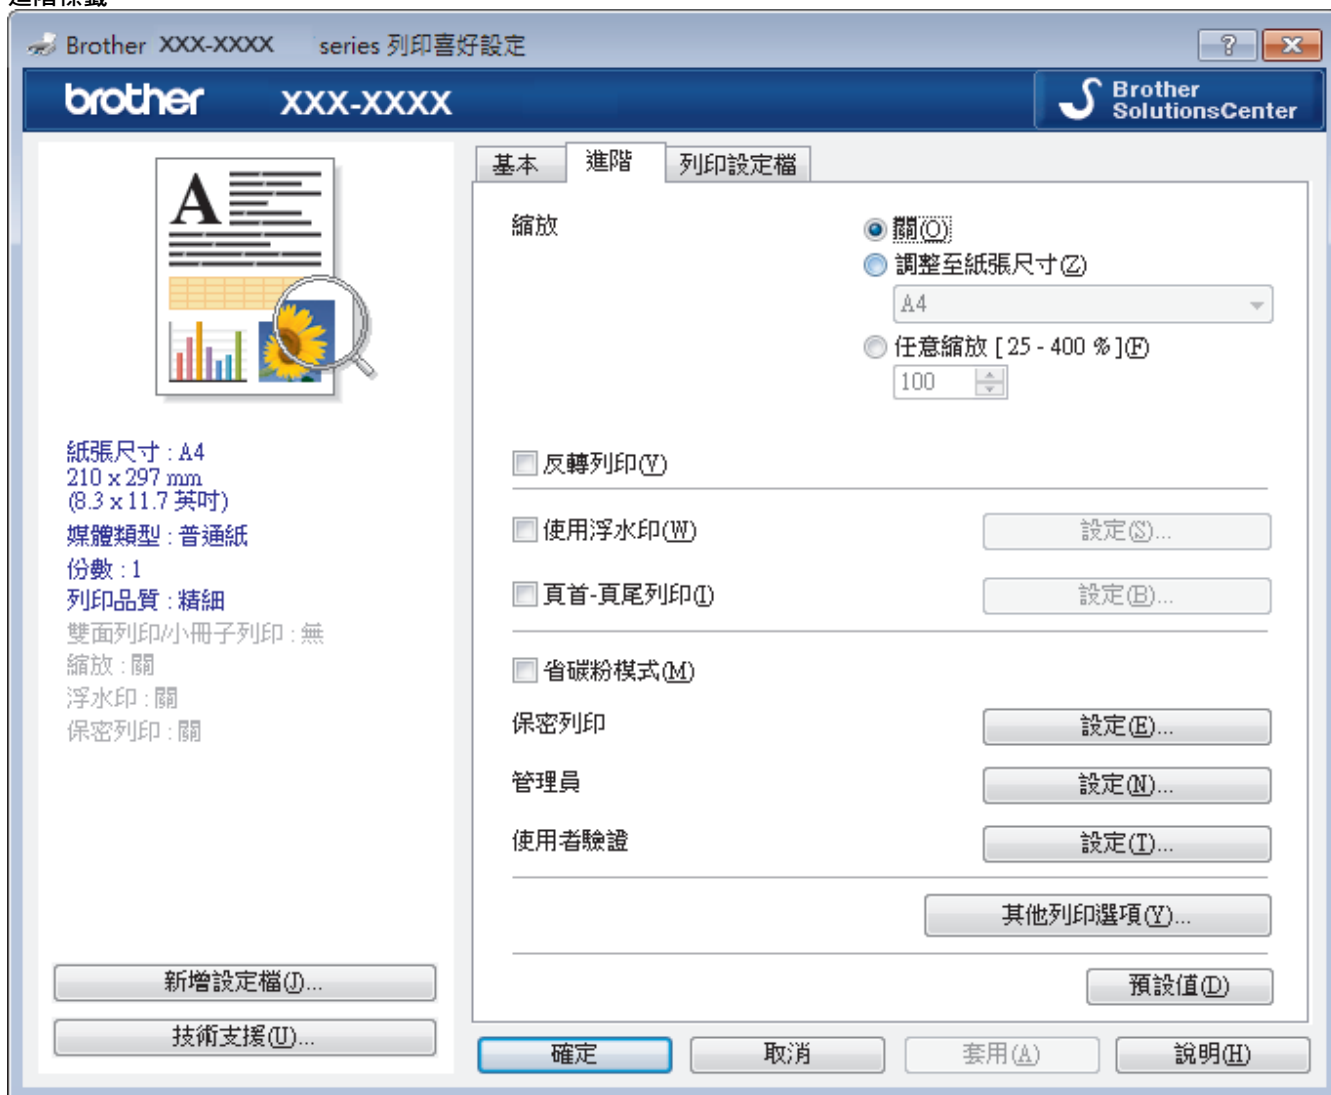 進階標籤
Brother XXX-XXXX series 列印喜好設定
brother XXX-XXXX
Brother
SolutionsCenter
基本 進階 列印設定檔
A
縮放
關(O)
調整至紙張尺寸(Z)
A4
任意縮放 [ 25 - 400 % ](F)
100
反轉列印(V)
使用浮水印(W) 設定(S)...
頁首-頁尾列印(I) 設定(B)...
省碳粉模式(M)
保密列印 設定(E)...
管理員 設定(N)...
使用者驗證 設定(T)...
其他列印選項(Y)...
預設值(D)
紙張尺寸 : A4
210 x 297 mm
(8.3 x 11.7 英吋)
媒體類型 : 普通紙
份數 : 1
列印品質 : 精細
雙面列印/小冊子列印 : 無
縮放 : 關
浮水印 : 關
保密列印 : 關
新增設定檔(J)...
技術支援(U)...
確定 取消 套用(A) 說明(H)